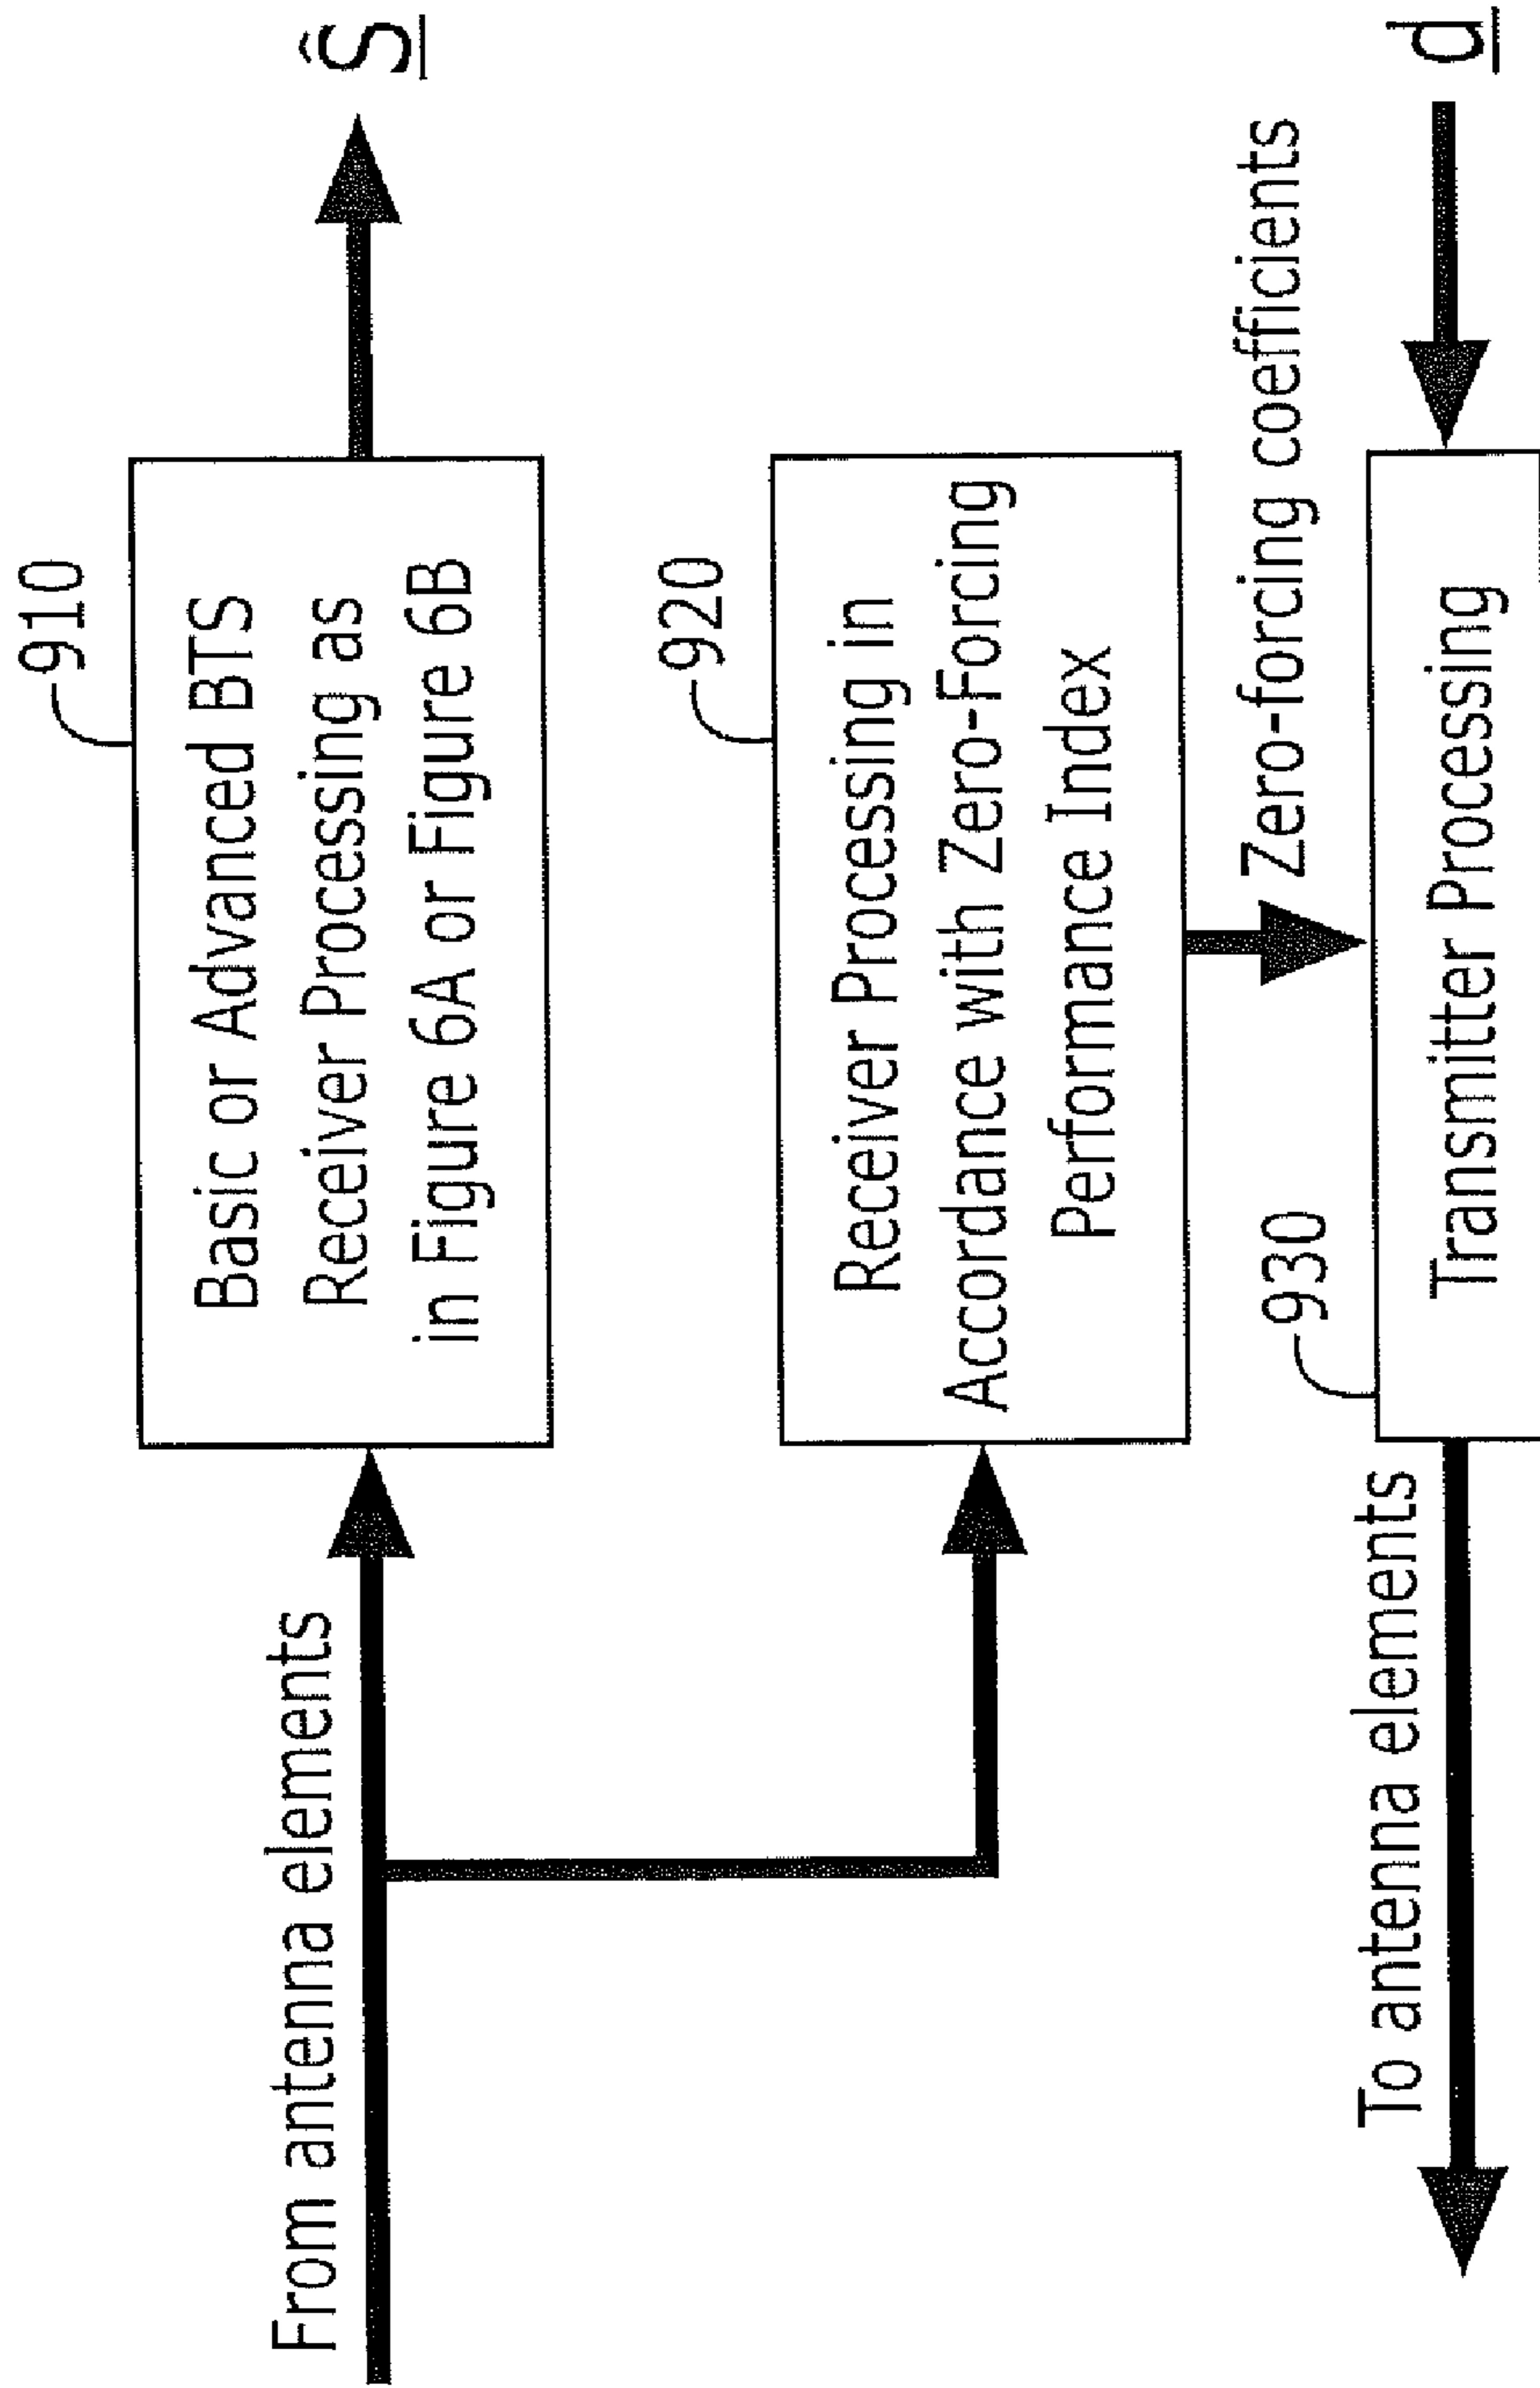 From antenna elements
910
Basic or Advanced BTS
Receiver Processing as
in Figure 6A or Figure 6B
Ŝ
920
Receiver Processing in
Accordance with Zero-Forcing
Performance Index
Zero-forcing coefficients
930
To antenna elements
Transmitter Processing
d